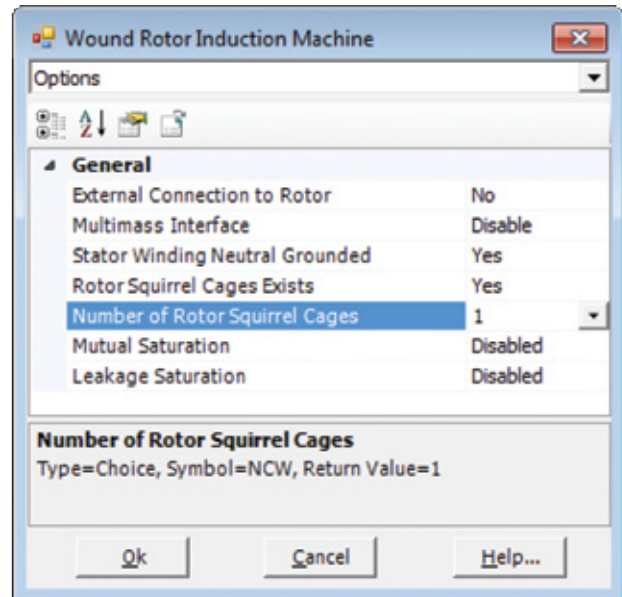 Wound Rotor Induction Machine
Options
General
External Connection to Rotor No
Multimass Interface Disable
Stator Winding Neutral Grounded Yes
Rotor Squirrel Cages Exists Yes
Number of Rotor Squirrel Cages 1
Mutual Saturation Disabled
Leakage Saturation Disabled
Number of Rotor Squirrel Cages
Type=Choice, Symbol=NCW, Return Value=1
Ok Cancel Help...